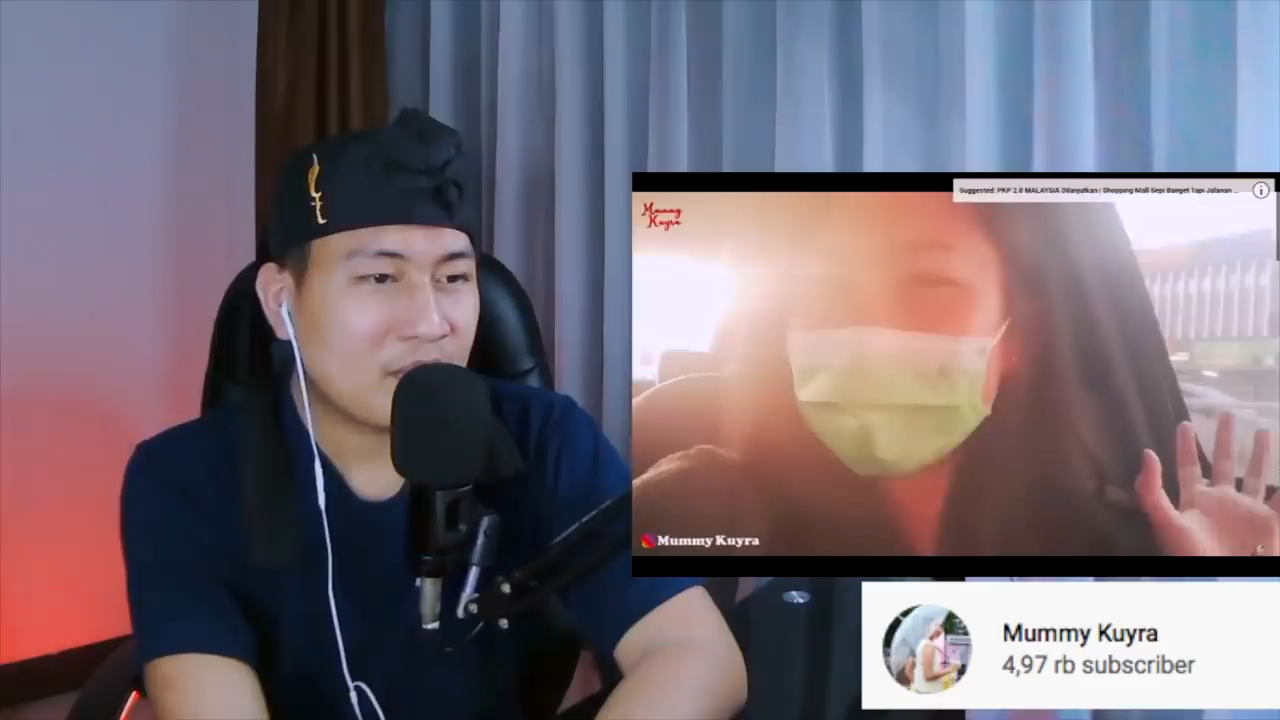 Suggested: PKP 2.0 MALAYSIA Dilanjutkan | Shopping Mall Sepi Banget Tapi Jalanan ...
Mummy
Kuyra
Mummy Kuyra
Mummy Kuyra
4,97 rb subscriber